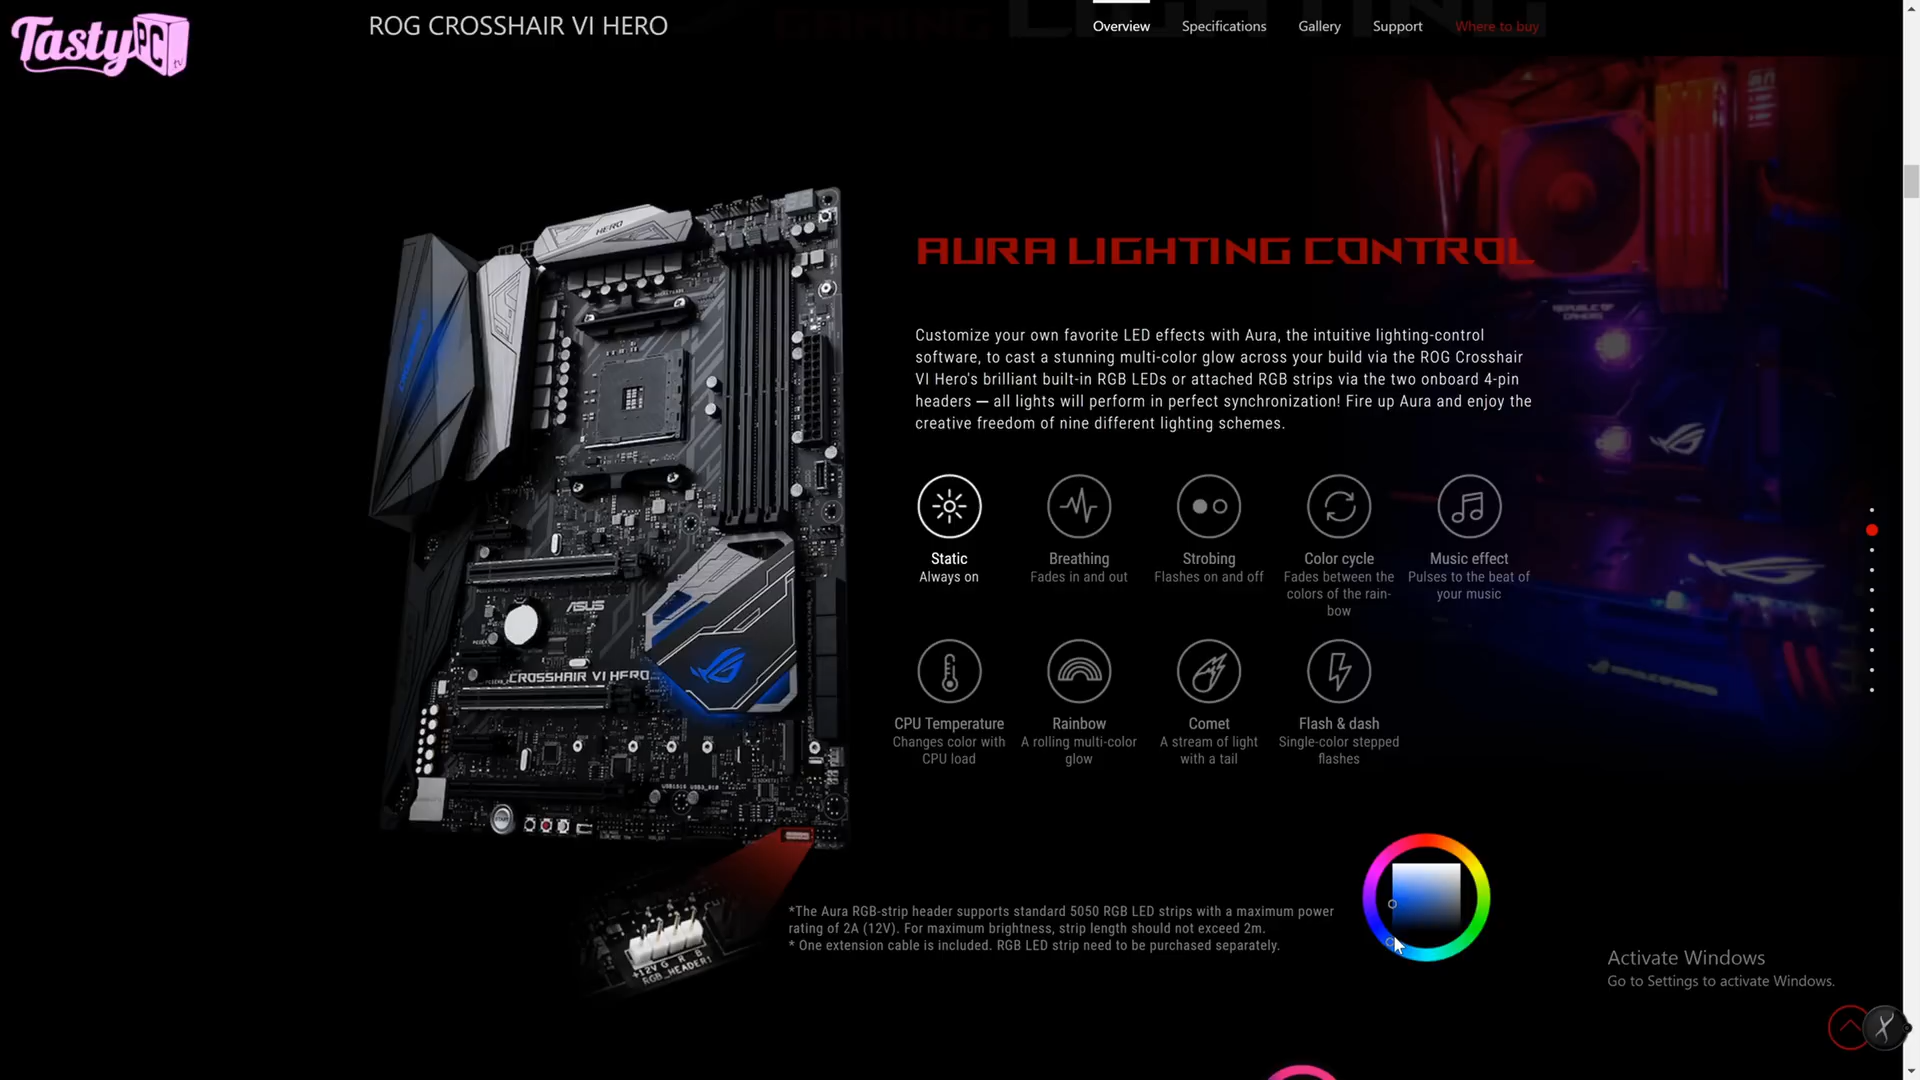 TastyPC tv
ROG CROSSHAIR VI HERO
Overview
Specifications
Gallery
Support
Where to buy
AURA LIGHTING CONTROL
Customize your own favorite LED effects with Aura, the intuitive lighting-control
software, to cast a stunning multi-color glow across your build via the ROG Crosshair
VI Hero's brilliant built-in RGB LEDs or attached RGB strips via the two onboard 4-pin
headers — all lights will perform in perfect synchronization! Fire up Aura and enjoy the
creative freedom of nine different lighting schemes.
Static
Always on
Breathing
Fades in and out
Strobing
Flashes on and off
Color cycle
Fades between the
colors of the rain-
bow
Music effect
Pulses to the beat of
your music
CPU Temperature
Changes color with
CPU load
Rainbow
A rolling multi-color
glow
Comet
A stream of light
with a tail
Flash & dash
Single-color stepped
flashes
HERO
ASUS
CROSSHAIR VI HERO
START
+12V G R B
RGB_HEADER1
*The Aura RGB-strip header supports standard 5050 RGB LED strips with a maximum power
rating of 2A (12V). For maximum brightness, strip length should not exceed 2m.
* One extension cable is included. RGB LED strip need to be purchased separately.
Activate Windows
Go to Settings to activate Windows.